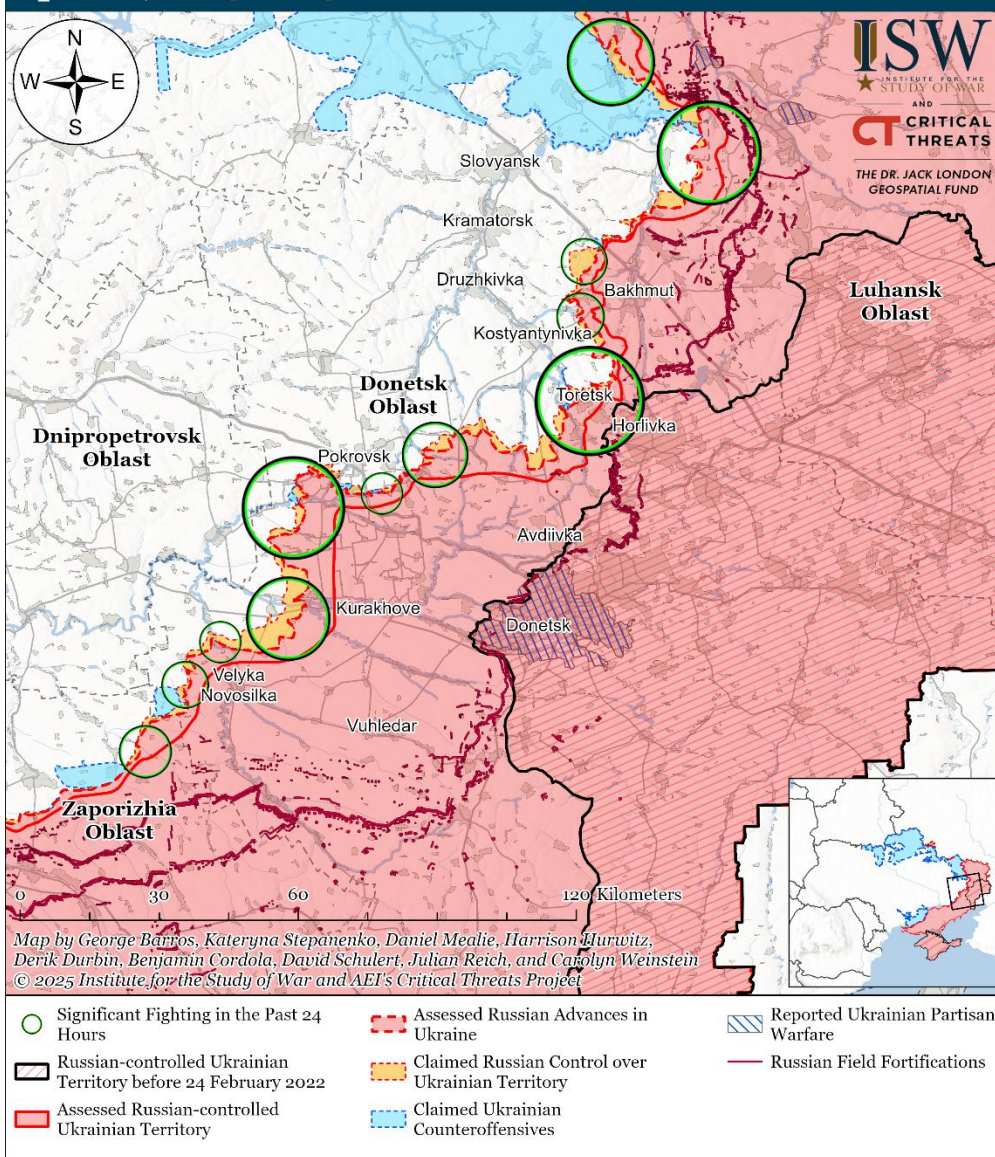 N
W
E
S
ISW
INSTITUTE FOR THE
STUDY OF WAR
AND
CT CRITICAL
THREATS
THE DR. JACK LONDON
GEOSPATIAL FUND
Slovyansk
Kramatorsk
Druzhkivka
Bakhmut
Luhansk
Oblast
Kostyantynivka
Donetsk
Oblast
Toretsk
Horlivka
Dnipropetrovsk
Oblast
Pokrovsk
Avdiivka
Kurakhove
Donetsk
Velyka
Novosilka
Vuhledar
Zaporizhia
Oblast
0 30 60 120 Kilometers
Map by George Barros, Kateryna Stepanenko, Daniel Mealie, Harrison Hurwitz,
Derik Durbin, Benjamin Cordola, David Schulert, Julian Reich, and Carolyn Weinstein
© 2025 Institute for the Study of War and AEI's Critical Threats Project
Significant Fighting in the Past 24
Hours
Russian-controlled Ukrainian
Territory before 24 February 2022
Assessed Russian-controlled
Ukrainian Territory
Assessed Russian Advances in
Ukraine
Claimed Russian Control over
Ukrainian Territory
Claimed Ukrainian
Counteroffensives
Reported Ukrainian Partisan
Warfare
Russian Field Fortifications